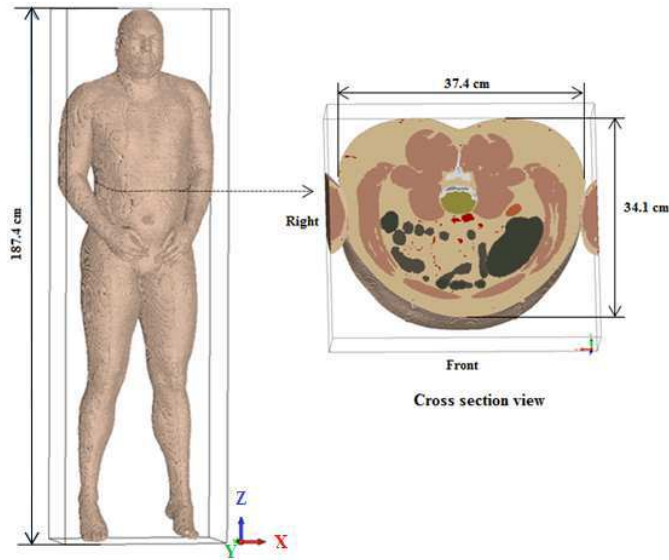 187.4 cm
Z
X
Y
37.4 cm
34.1 cm
Right
Front
Cross section view